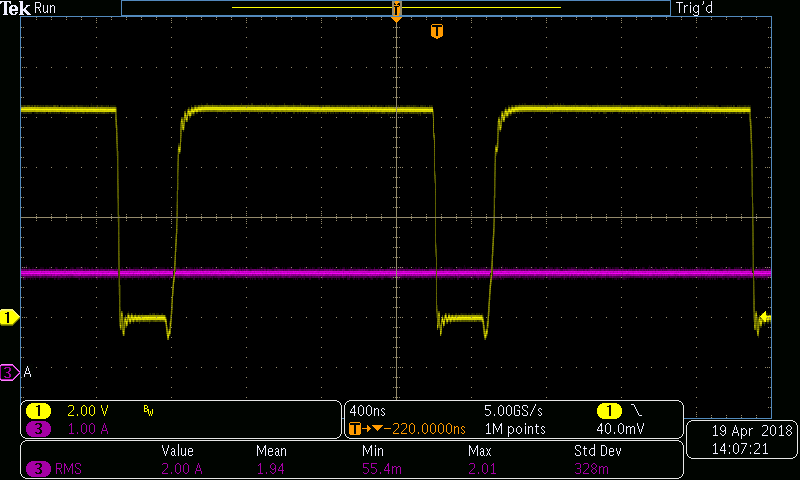 Tek Run Trig'd
T
T
1
3 A
1 2.00 V BW
3 1.00 A
400ns 5.00GS/s 1 \
T→▼−220.0000ns 1M points 40.0mV
19 Apr 2018
14:07:21
Value Mean Min Max Std Dev
3 RMS 2.00 A 1.94 55.4m 2.01 328m